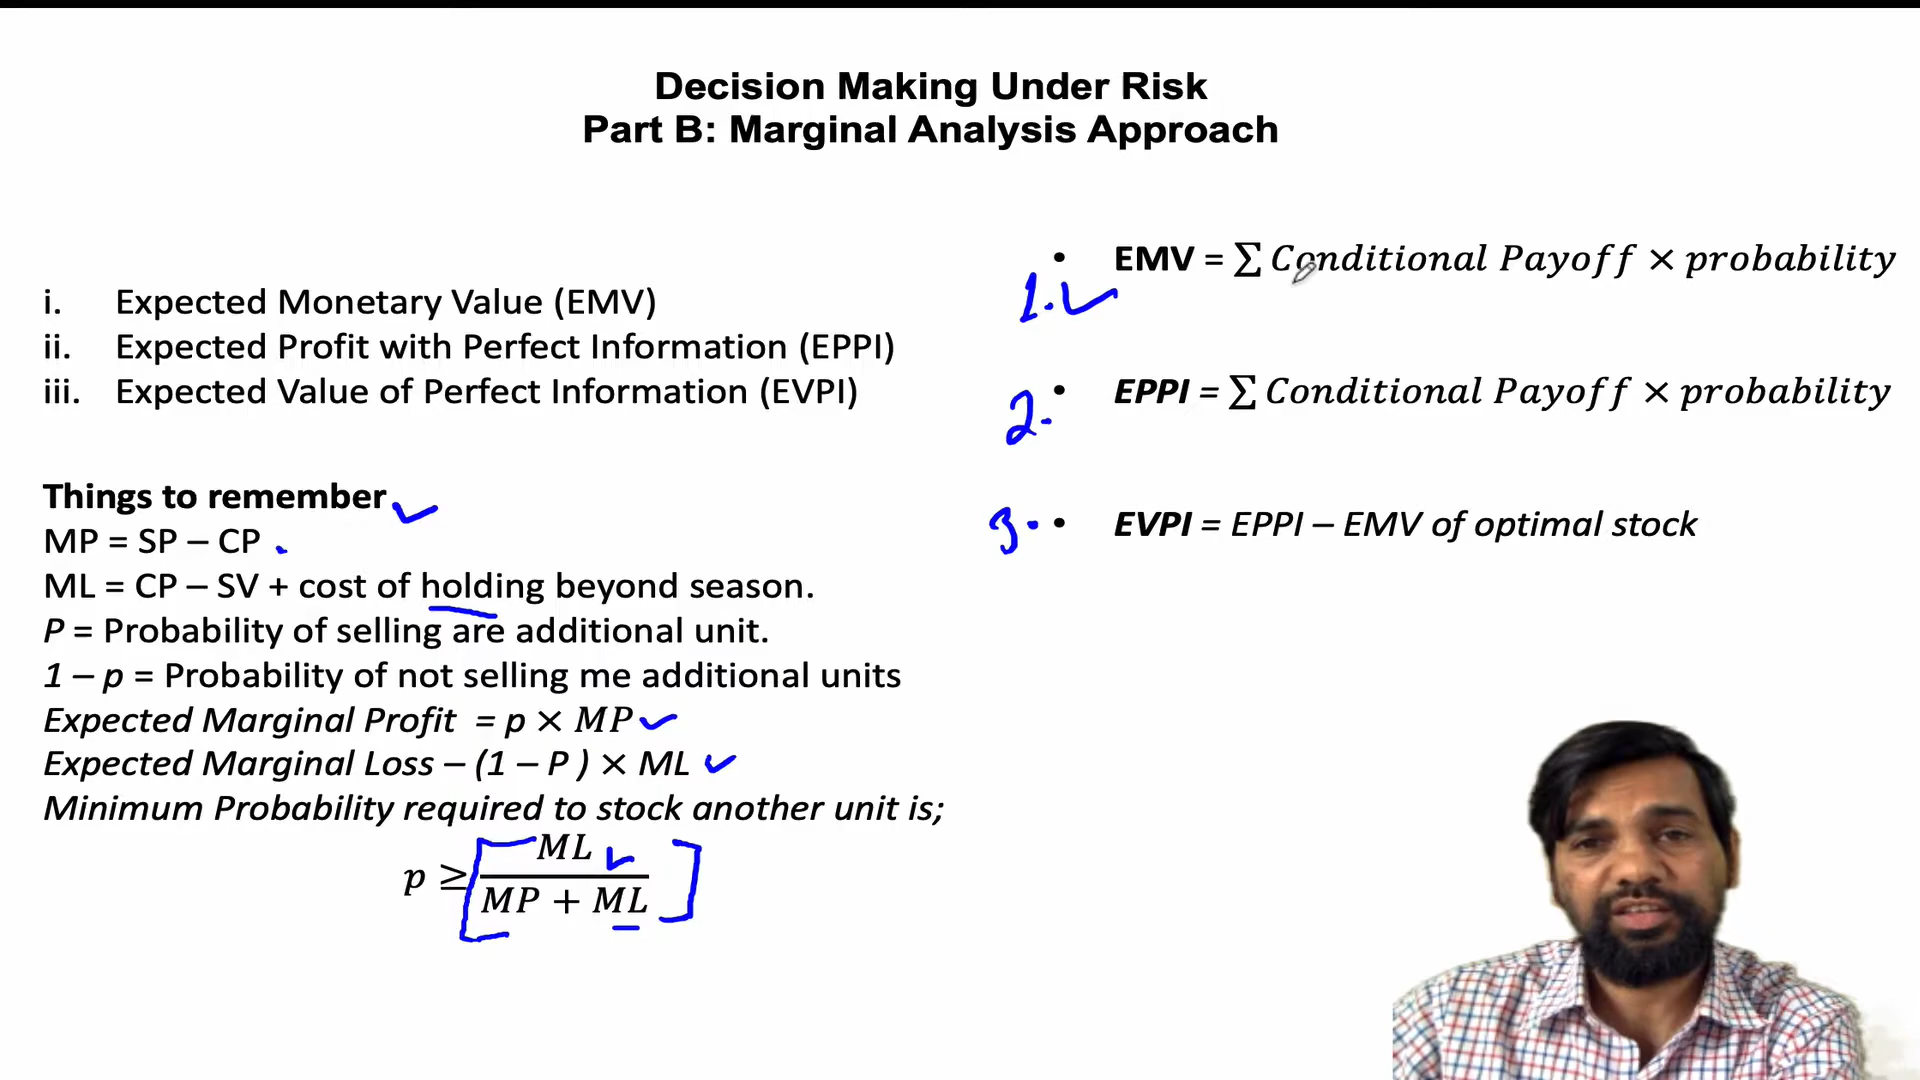 Decision Making Under Risk
Part B: Marginal Analysis Approach
i. Expected Monetary Value (EMV)
ii. Expected Profit with Perfect Information (EPPI)
iii. Expected Value of Perfect Information (EVPI)
Things to remember
MP = SP – CP
ML = CP – SV + cost of holding beyond season.
P = Probability of selling are additional unit.
1 – p = Probability of not selling me additional units
Expected Marginal Profit = p × MP
Expected Marginal Loss – (1 – P ) × ML
Minimum Probability required to stock another unit is;
p ≥ ML
MP + ML
1. • EMV = ∑ Conditional Payoff × probability
2. • EPPI = ∑ Conditional Payoff × probability
3. • EVPI = EPPI – EMV of optimal stock